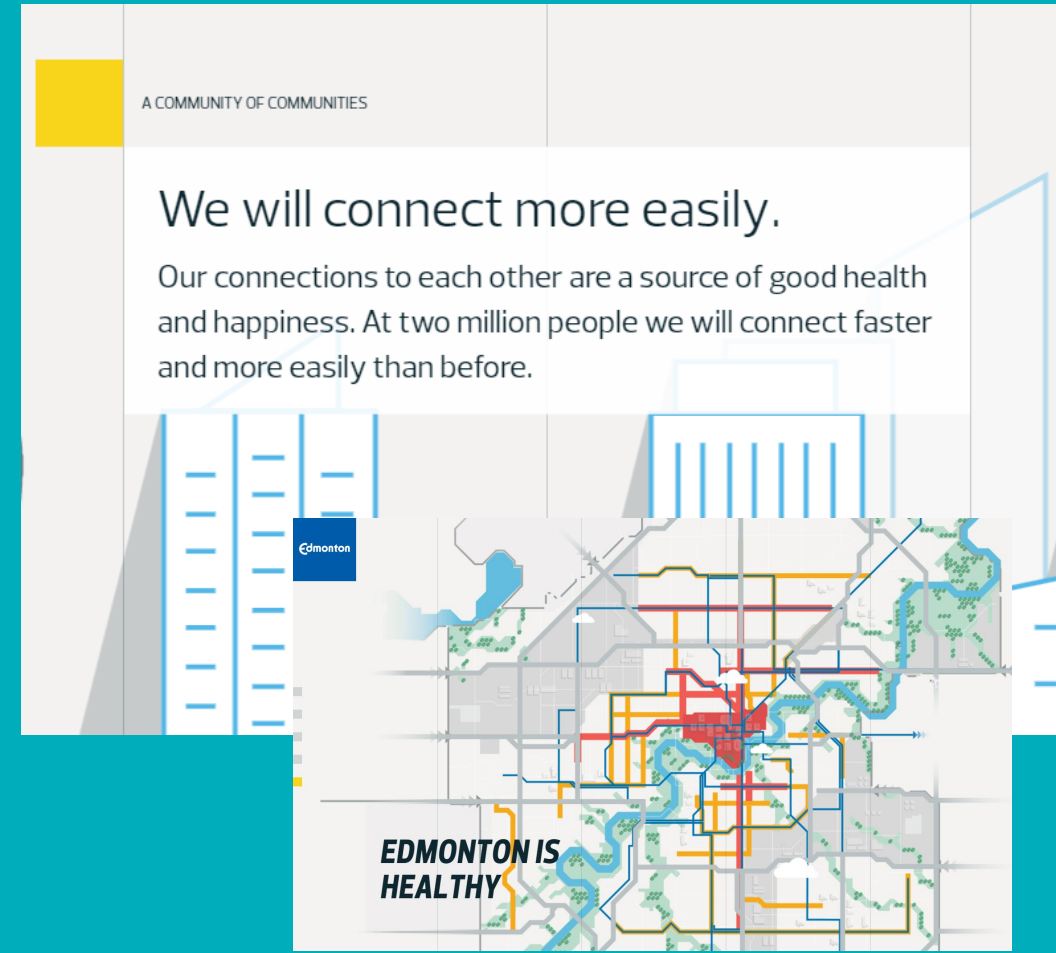 A COMMUNITY OF COMMUNITIES
We will connect more easily.
Our connections to each other are a source of good health
and happiness. At two million people we will connect faster
and more easily than before.
Edmonton
EDMONTON IS
HEALTHY